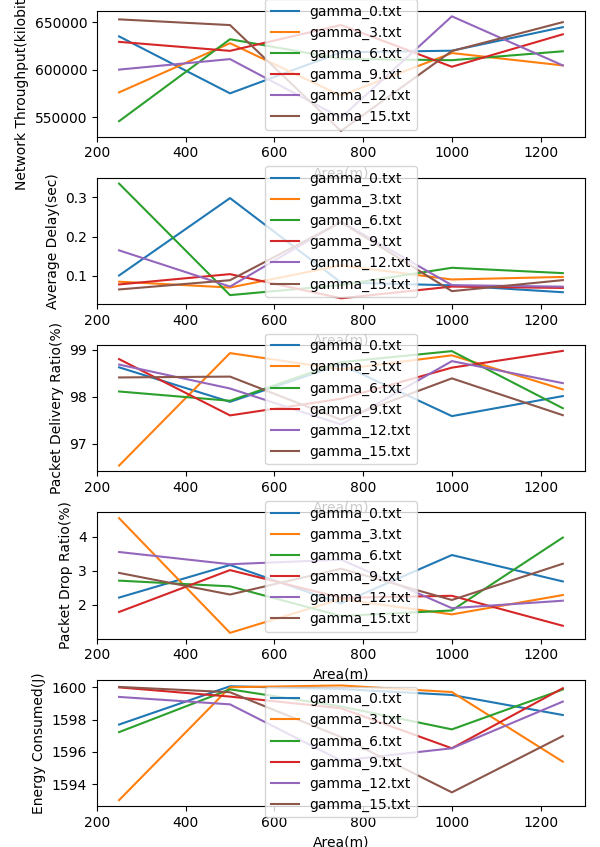 Network Throughput(kilobit
650000
600000
550000
200 400 600 800 1000 1200
gamma_0.txt
gamma_3.txt
gamma_6.txt
gamma_9.txt
gamma_12.txt
gamma_15.txt
Area(m)
Average Delay(sec)
0.3
0.2
0.1
200 400 600 800 1000 1200
gamma_0.txt
gamma_3.txt
gamma_6.txt
gamma_9.txt
gamma_12.txt
gamma_15.txt
Area(m)
Packet Delivery Ratio(%)
99
98
97
200 400 600 800 1000 1200
gamma_0.txt
gamma_3.txt
gamma_6.txt
gamma_9.txt
gamma_12.txt
gamma_15.txt
Area(m)
Packet Drop Ratio(%)
4
3
2
200 400 600 800 1000 1200
gamma_0.txt
gamma_3.txt
gamma_6.txt
gamma_9.txt
gamma_12.txt
gamma_15.txt
Area(m)
Energy Consumed(J)
1600
1598
1596
1594
200 400 600 800 1000 1200
gamma_0.txt
gamma_3.txt
gamma_6.txt
gamma_9.txt
gamma_12.txt
gamma_15.txt
Area(m)